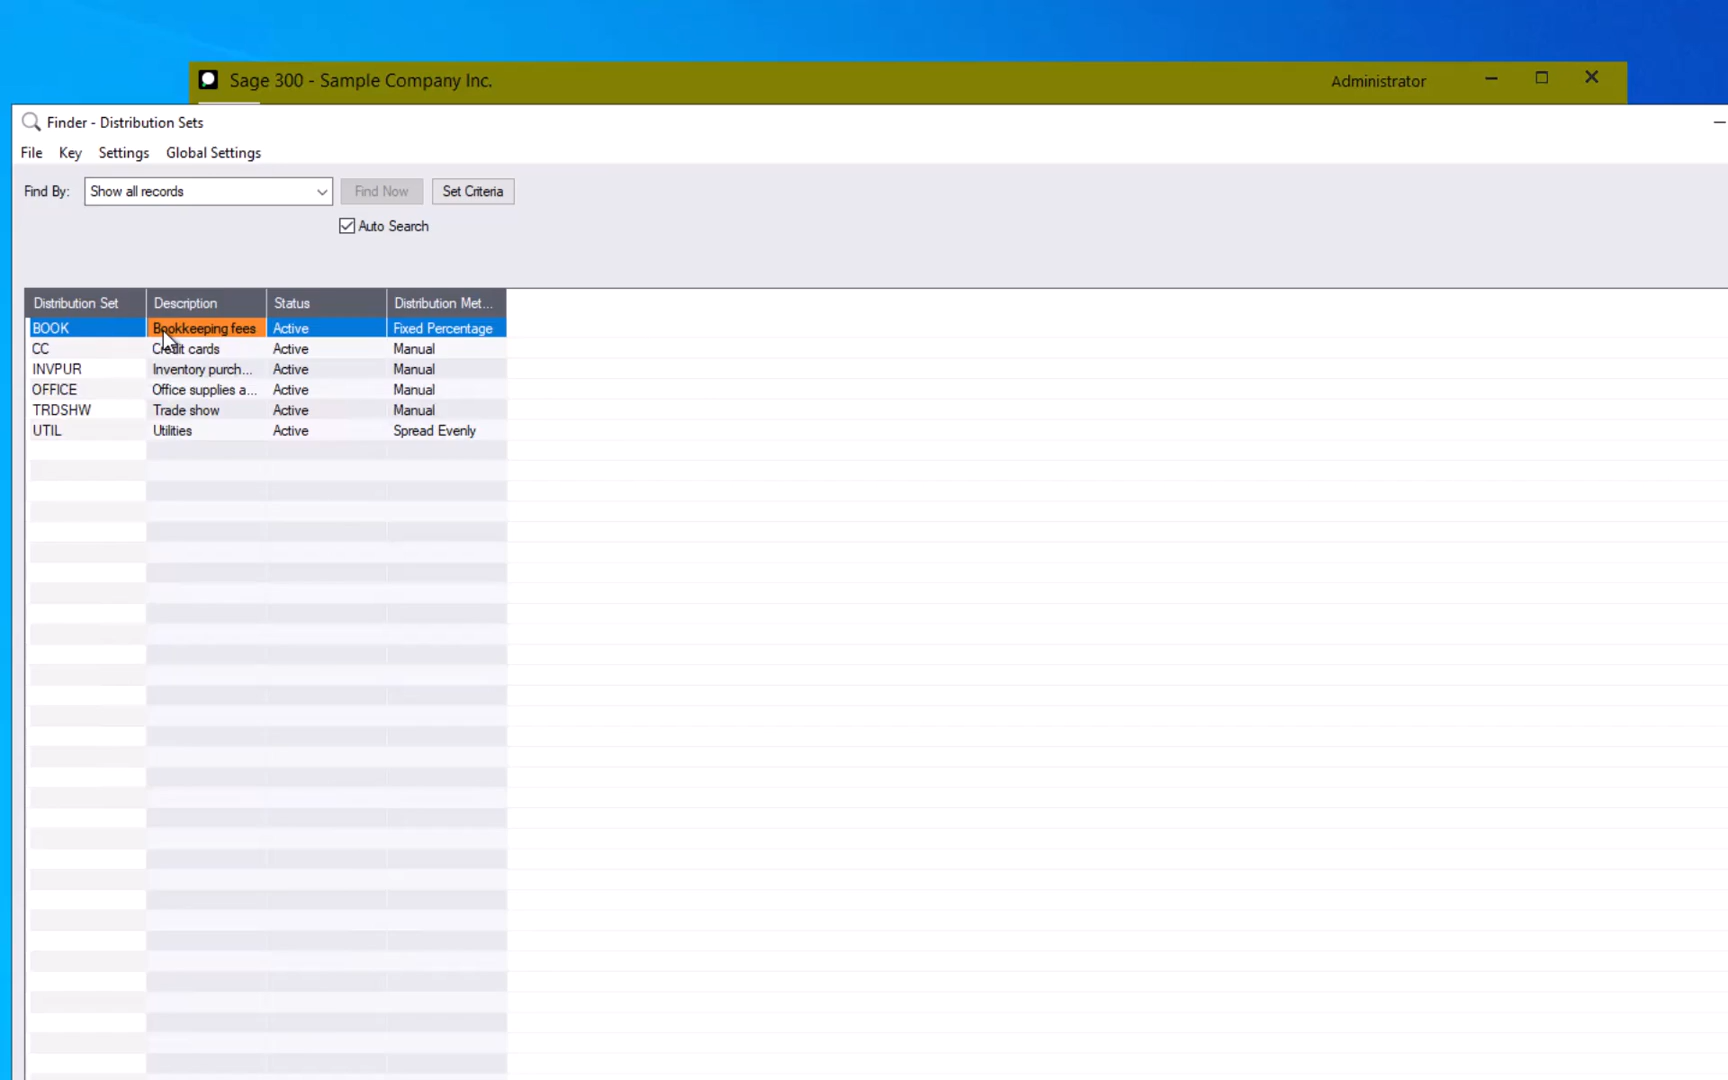 Sage 300 - Sample Company Inc. Administrator
Finder - Distribution Sets
File Key Settings Global Settings
Find By: Show all records Find Now Set Criteria
Auto Search
Distribution Set Description Status Distribution Met...
BOOK Bookkeeping fees Active Fixed Percentage
CC Credit cards Active Manual
INVPUR Inventory purch... Active Manual
OFFICE Office supplies a... Active Manual
TRDSHW Trade show Active Manual
UTIL Utilities Active Spread Evenly